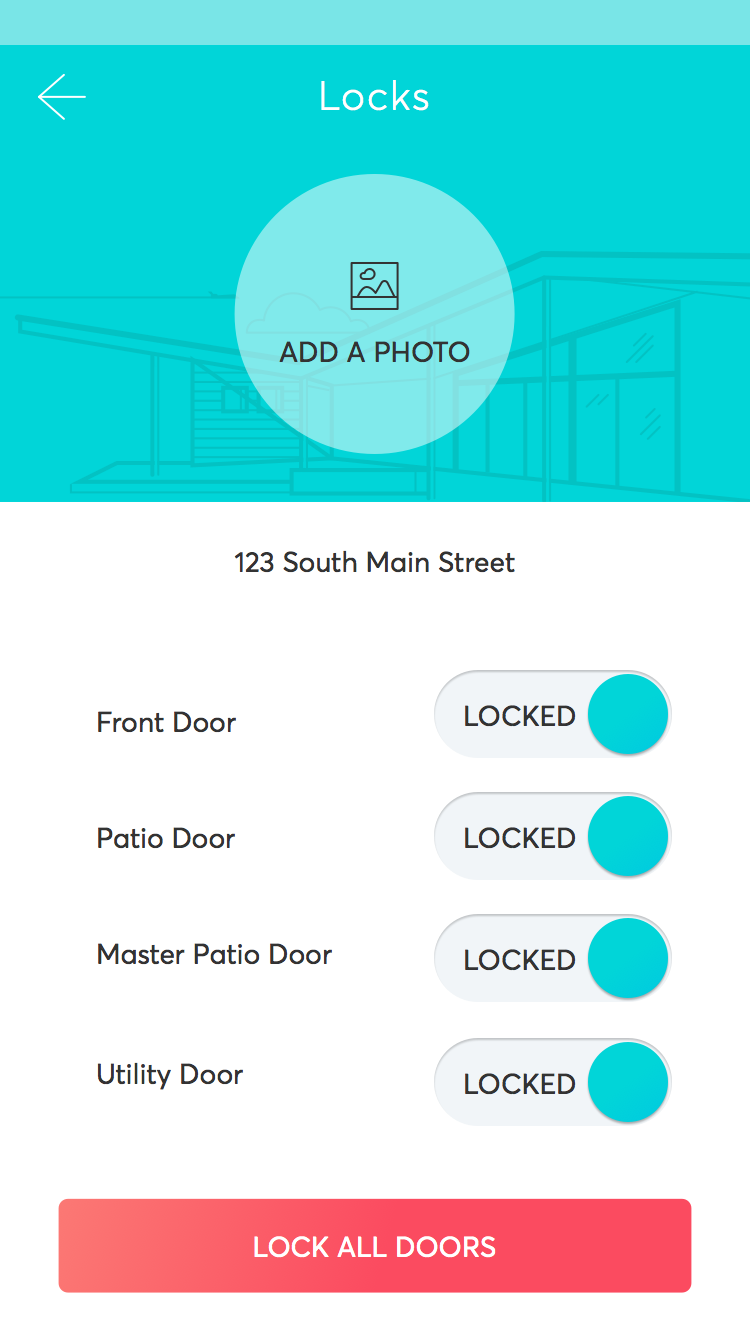 Locks
ADD A PHOTO
123 South Main Street
Front Door LOCKED
Patio Door LOCKED
Master Patio Door LOCKED
Utility Door LOCKED
LOCK ALL DOORS